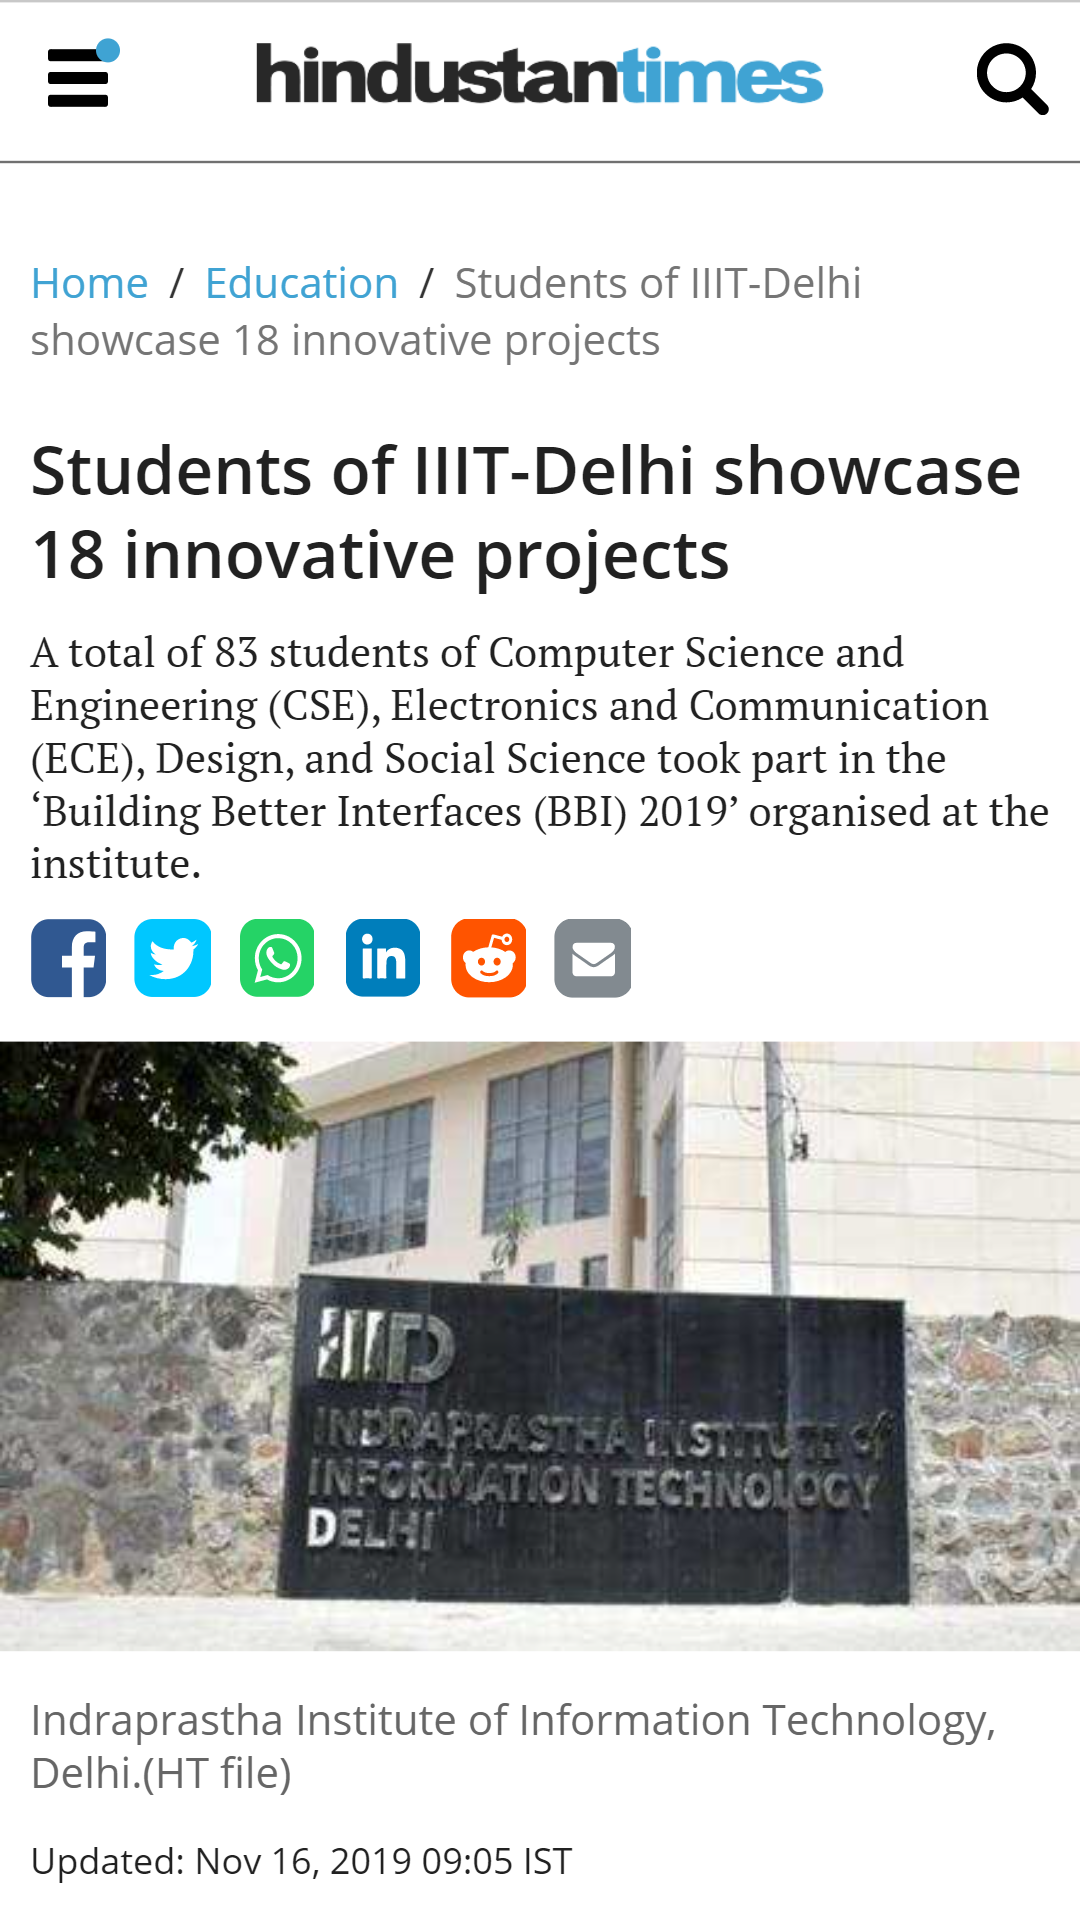 hindustantimes
Home / Education / Students of IIIT-Delhi
showcase 18 innovative projects
Students of IIIT-Delhi showcase
18 innovative projects
A total of 83 students of Computer Science and
Engineering (CSE), Electronics and Communication
(ECE), Design, and Social Science took part in the
‘Building Better Interfaces (BBI) 2019’ organised at the
institute.
in
IIITD
INDRAPRASTHA INSTITUTE of
INFORMATION TECHNOLOGY
DELHI
Indraprastha Institute of Information Technology,
Delhi.(HT file)
Updated: Nov 16, 2019 09:05 IST